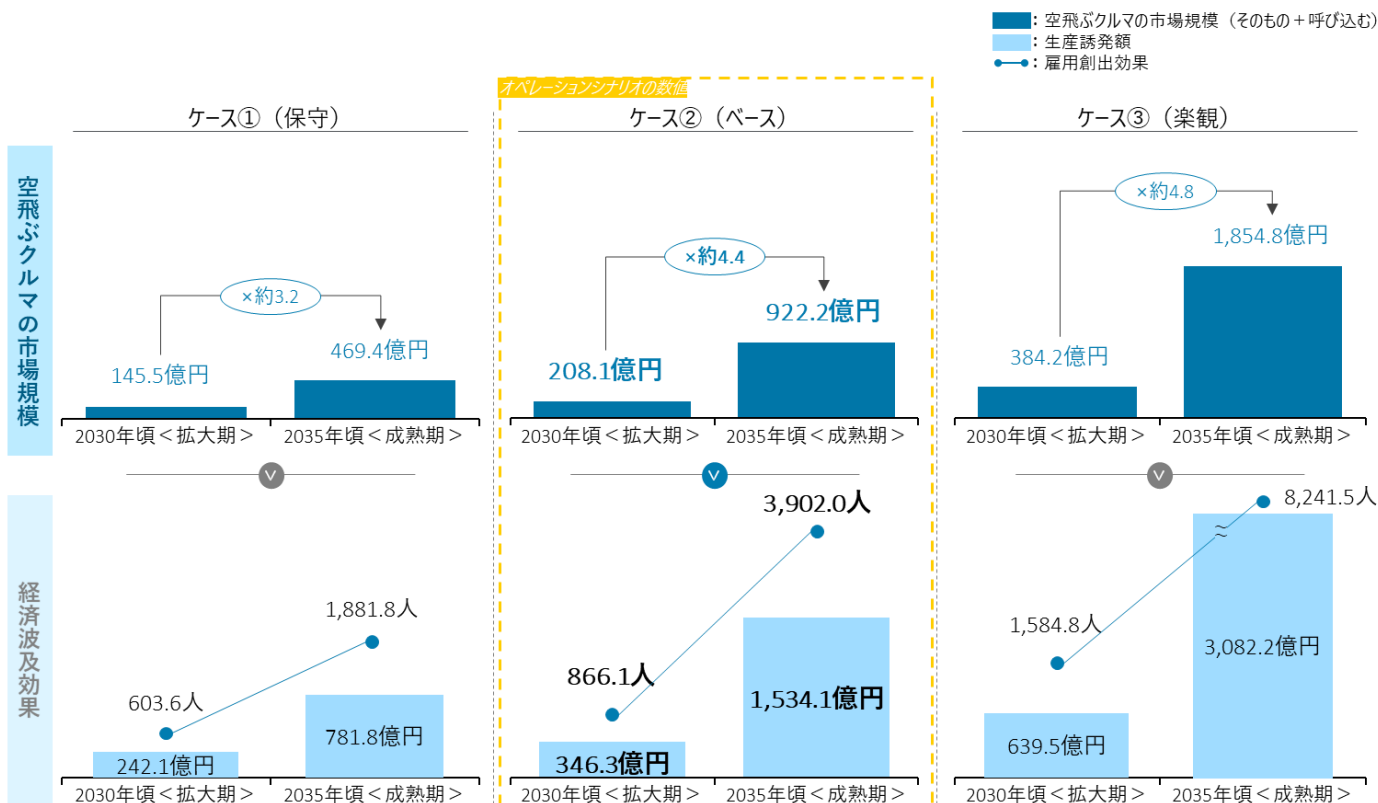 ：空飛ぶクルマの市場規模（そのもの＋呼び込む）
：生産誘発額
：雇用創出効果
オペレーションシナリオの数値
ケース①（保守）
ケース②（ベース）
ケース③（楽観）
空飛ぶクルマの市場規模
×約3.2
145.5億円
469.4億円
2030年頃＜拡大期＞
2035年頃＜成熟期＞
×約4.4
208.1億円
922.2億円
2030年頃＜拡大期＞
2035年頃＜成熟期＞
×約4.8
384.2億円
1,854.8億円
2030年頃＜拡大期＞
2035年頃＜成熟期＞
経済波及効果
603.6人
1,881.8人
242.1億円
781.8億円
2030年頃＜拡大期＞
2035年頃＜成熟期＞
866.1人
3,902.0人
346.3億円
1,534.1億円
2030年頃＜拡大期＞
2035年頃＜成熟期＞
1,584.8人
8,241.5人
639.5億円
3,082.2億円
2030年頃＜拡大期＞
2035年頃＜成熟期＞